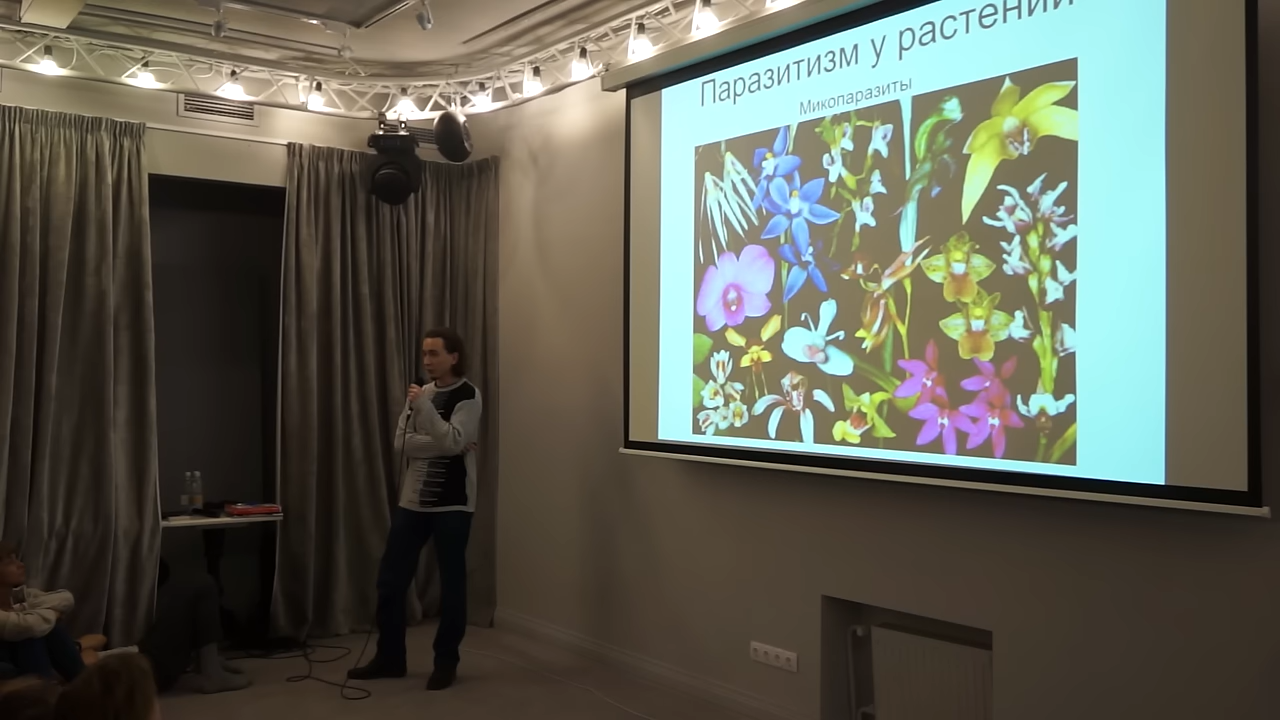 Паразитизм у растений
Микопаразиты